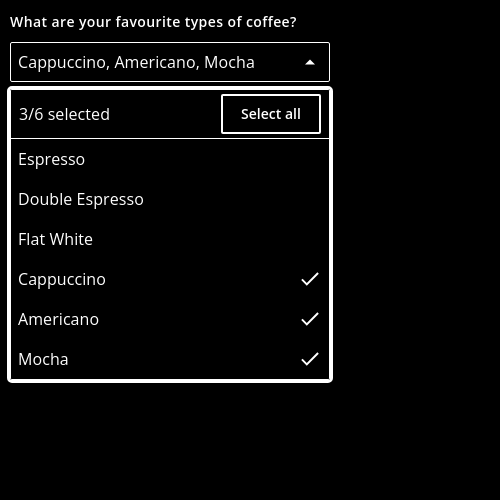 What are your favourite types of coffee?
Cappuccino, Americano, Mocha
3/6 selected
Select all
Espresso
Double Espresso
Flat White
Cappuccino
Americano
Mocha